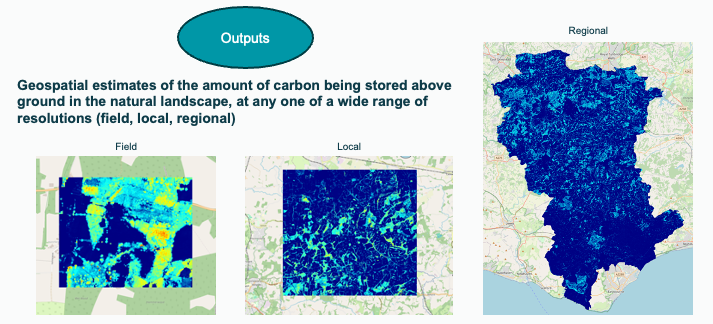 Outputs
Regional
Geospatial estimates of the amount of carbon being stored above
ground in the natural landscape, at any one of a wide range of
resolutions (field, local, regional)
Field
Local